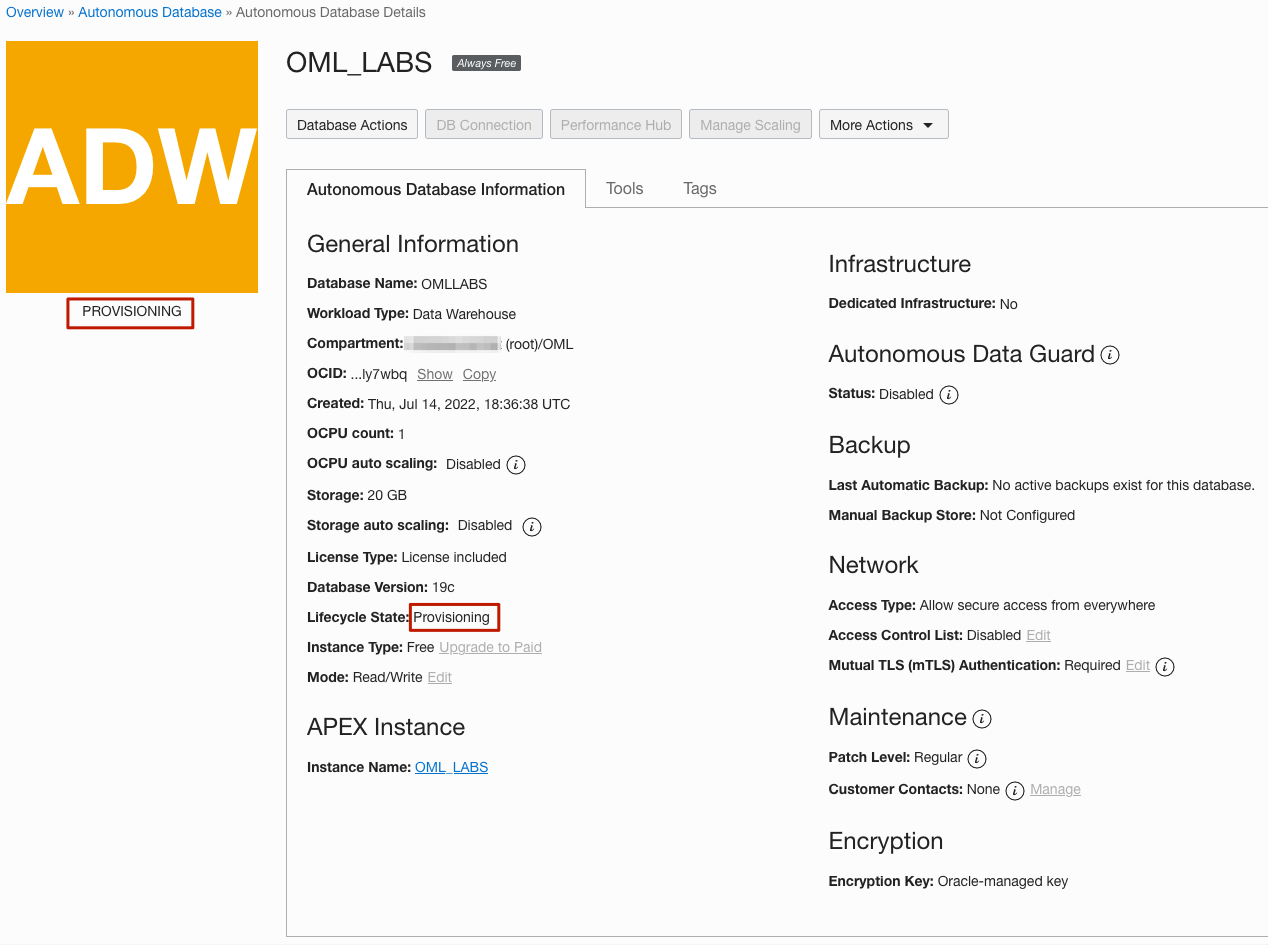 Overview » Autonomous Database » Autonomous Database Details
ADW
PROVISIONING
OML_LABS Always Free
Database Actions DB Connection Performance Hub Manage Scaling More Actions
Autonomous Database Information Tools Tags
General Information
Database Name: OMLLABS
Workload Type: Data Warehouse
Compartment: (root)/OML
OCID: ...ly7wbq Show Copy
Created: Thu, Jul 14, 2022, 18:36:38 UTC
OCPU count: 1
OCPU auto scaling: Disabled i
Storage: 20 GB
Storage auto scaling: Disabled i
License Type: License included
Database Version: 19c
Lifecycle State: Provisioning
Instance Type: Free Upgrade to Paid
Mode: Read/Write Edit
APEX Instance
Instance Name: OML_LABS
Infrastructure
Dedicated Infrastructure: No
Autonomous Data Guard i
Status: Disabled i
Backup
Last Automatic Backup: No active backups exist for this database.
Manual Backup Store: Not Configured
Network
Access Type: Allow secure access from everywhere
Access Control List: Disabled Edit
Mutual TLS (mTLS) Authentication: Required Edit i
Maintenance i
Patch Level: Regular i
Customer Contacts: None i Manage
Encryption
Encryption Key: Oracle-managed key